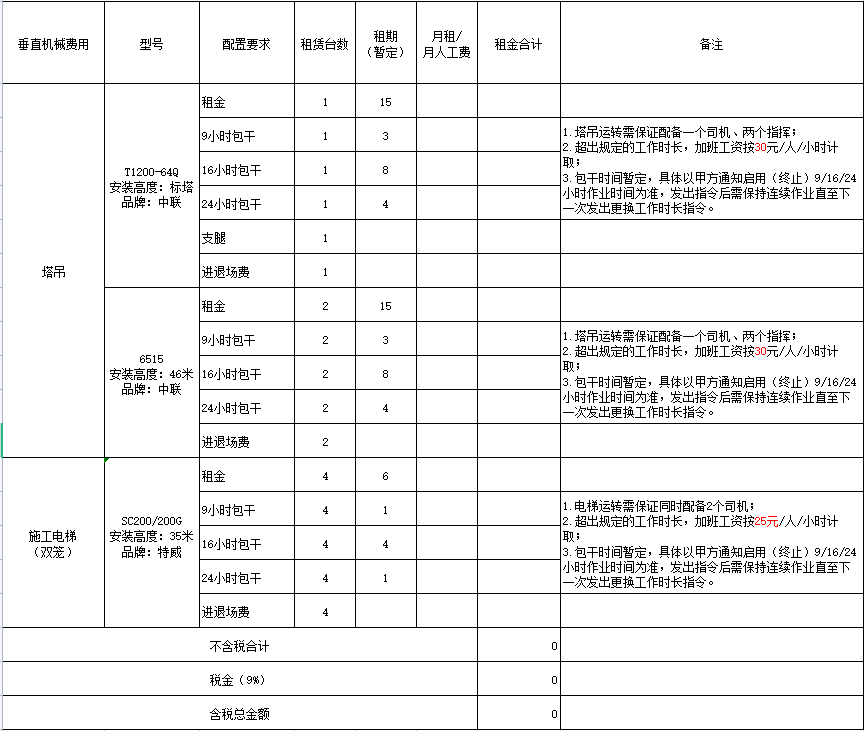 垂直机械费用 型号 配置要求 租赁台数 租期 月租/ 租金合计 备注
（暂定） 月人工费
租金 1 15
9小时包干 1 3
16小时包干 1 8
24小时包干 1 4
支腿 1
进退场费 1
T1200-64Q
安装高度：标塔
品牌：中联
1.塔吊运转需保证配备一个司机、两个指挥；
2.超出规定的工作时长，加班工资按30元/人/小时计
取；
3.包干时间暂定，具体以甲方通知启用（终止）9/16/24
小时作业时间为准，发出指令后需保持连续作业直至下
一次发出更换工作时长指令。
塔吊
租金 2 15
9小时包干 2 3
16小时包干 2 8
24小时包干 2 4
进退场费 2
6515
安装高度：46米
品牌：中联
1.塔吊运转需保证配备一个司机、两个指挥；
2.超出规定的工作时长，加班工资按30元/人/小时计
取；
3.包干时间暂定，具体以甲方通知启用（终止）9/16/24
小时作业时间为准，发出指令后需保持连续作业直至下
一次发出更换工作时长指令。
施工电梯
（双笼）
SC200/200G
安装高度：35米
品牌：特威
租金 4 6
9小时包干 4 1
16小时包干 4 4
24小时包干 4 1
进退场费 4
1.电梯运转需保证同时配备2个司机；
2.超出规定的工作时长，加班工资按25元/人/小时计
取；
3.包干时间暂定，具体以甲方通知启用（终止）9/16/24
小时作业时间为准，发出指令后需保持连续作业直至下
一次发出更换工作时长指令。
不含税合计 0
税金（9%） 0
含税总金额 0